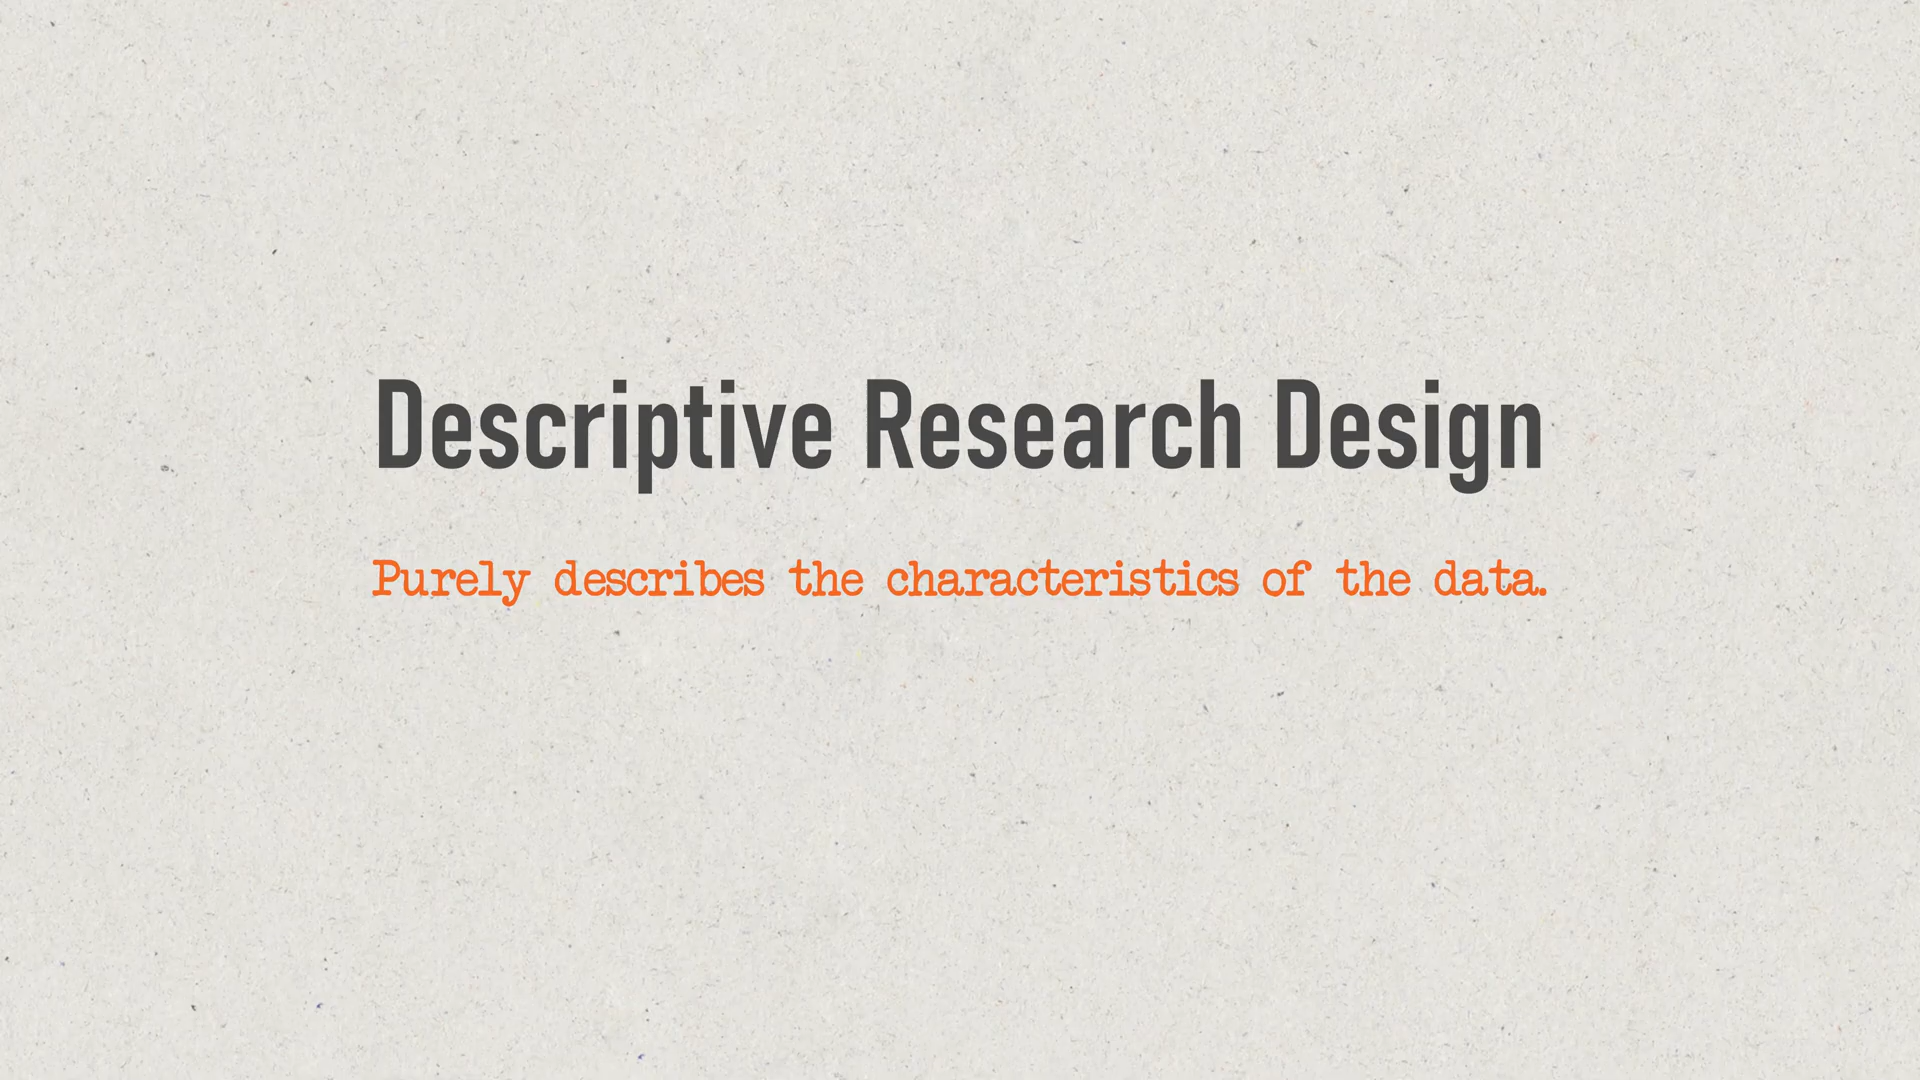 Descriptive Research Design
Purely describes the characteristics of the data.